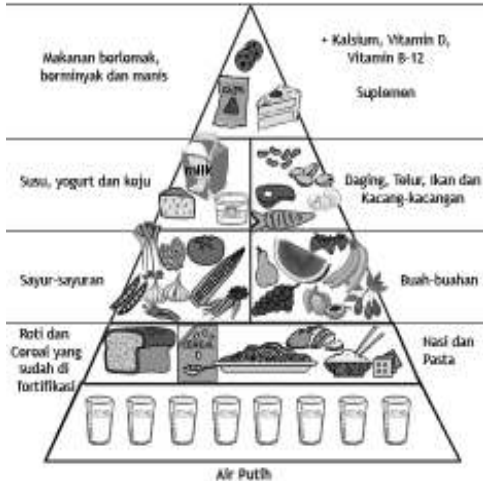 Makanan berlemak,
berminyak dan manis
+ Kalsium, Vitamin D,
Vitamin B-12
Suplemen
milk
Susu, yogurt dan keju
Daging, Telur, Ikan dan
Kacang-kacangan
Sayur-sayuran
Buah-buahan
Roti dan
Cereal yang
sudah di
fortifikasi
Nasi dan
Pasta
Air Putih